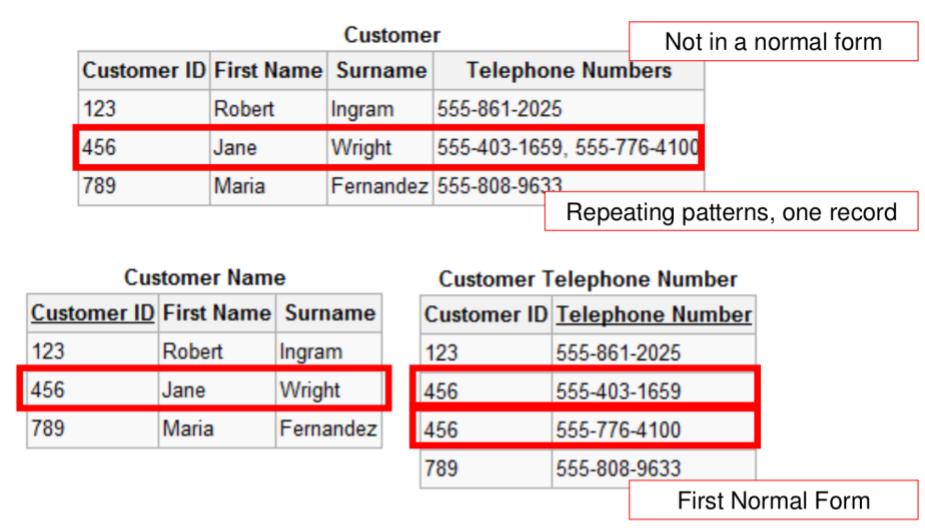 Customer
Not in a normal form
Customer ID First Name Surname Telephone Numbers
123 Robert Ingram 555-861-2025
456 Jane Wright 555-403-1659, 555-776-4100
789 Maria Fernandez 555-808-9633
Repeating patterns, one record
Customer Name
Customer ID First Name Surname
123 Robert Ingram
456 Jane Wright
789 Maria Fernandez
Customer Telephone Number
Customer ID Telephone Number
123 555-861-2025
456 555-403-1659
456 555-776-4100
789 555-808-9633
First Normal Form